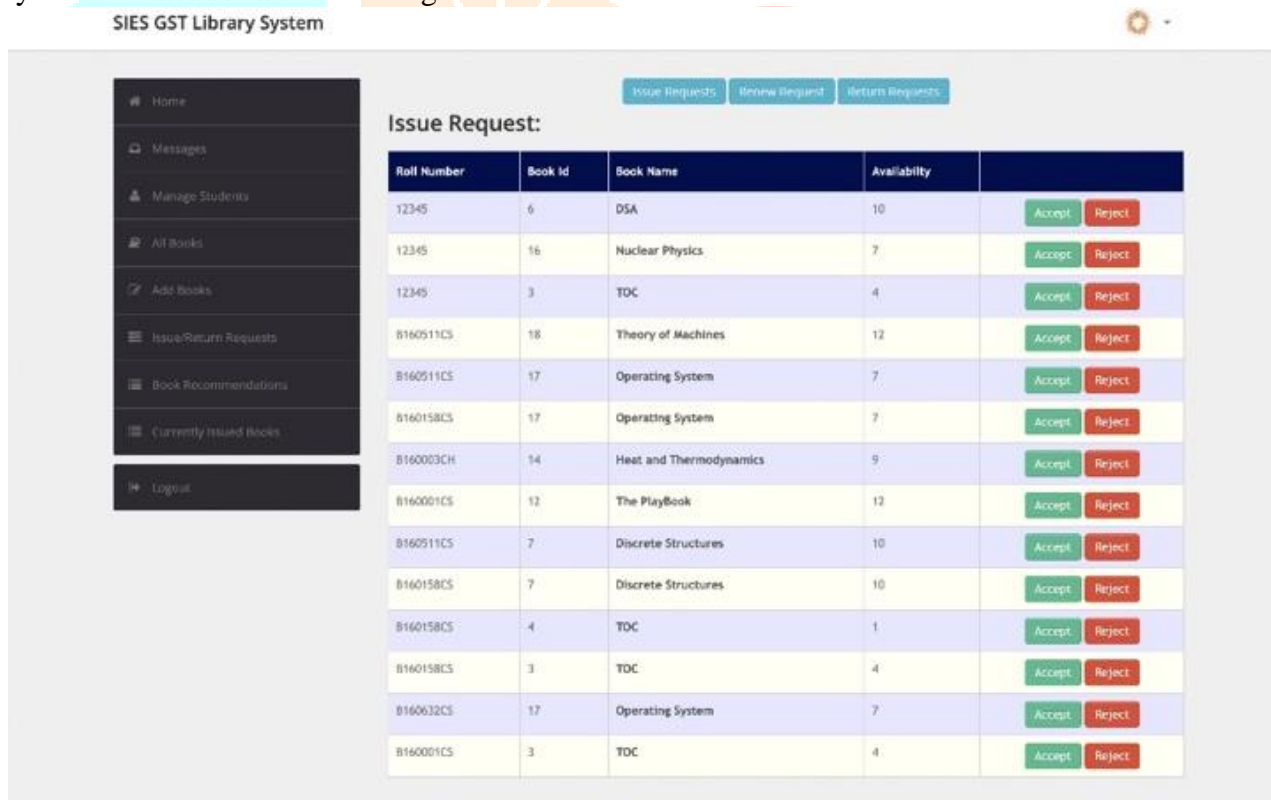 SIES GST Library System
Home
Messages
Manage Students
All Books
Add Books
Issue/Return Requests
Book Recommendations
Currently Issued Books
Logout
Issue Requests Renew Request Return Requests
Issue Request:
Roll Number Book Id Book Name Availabilty
12345 6 DSA 10 Accept Reject
12345 16 Nuclear Physics 7 Accept Reject
12345 3 TOC 4 Accept Reject
B160511CS 18 Theory of Machines 12 Accept Reject
B160511CS 17 Operating System 7 Accept Reject
B160158CS 17 Operating System 7 Accept Reject
B160003CH 14 Heat and Thermodynamics 9 Accept Reject
B160001CS 12 The PlayBook 12 Accept Reject
B160511CS 7 Discrete Structures 10 Accept Reject
B160158CS 7 Discrete Structures 10 Accept Reject
B160158CS 4 TOC 1 Accept Reject
B160158CS 3 TOC 4 Accept Reject
B160632CS 17 Operating System 7 Accept Reject
B160001CS 3 TOC 4 Accept Reject